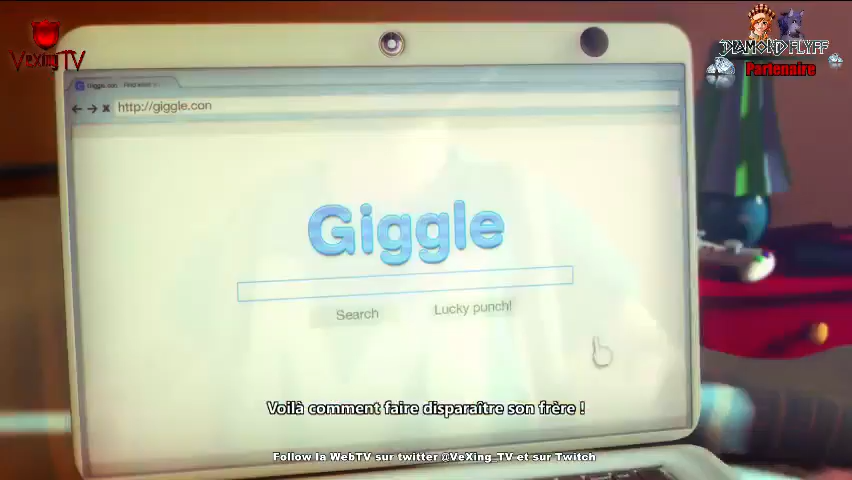 VeXingTV
DIAMOND FLYFF
Partenaire
http://giggle.con
Giggle
Search
Lucky punch!
Voilà comment faire disparaître son frère !
Follow la WebTV sur twitter @VeXing_TV et sur Twitch